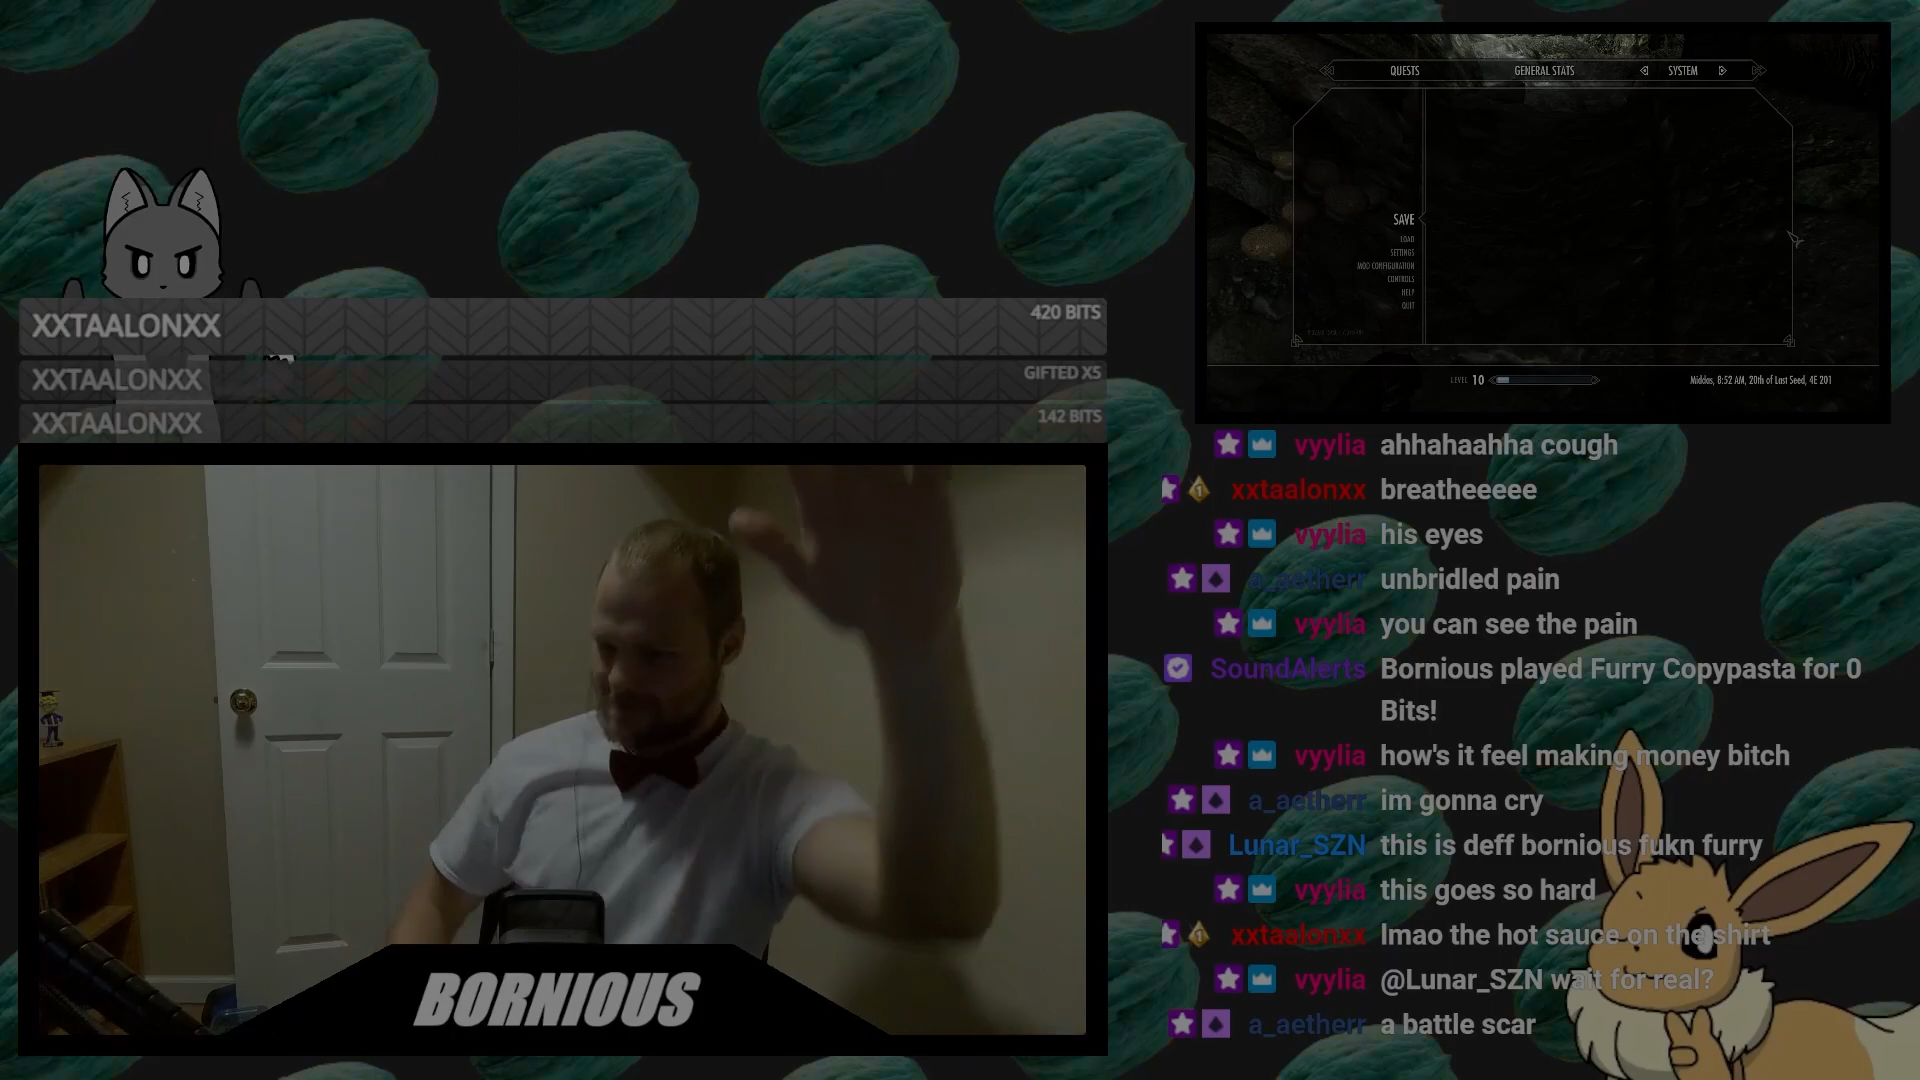 QUESTS
GENERAL STATS
SYSTEM
SAVE
LOAD
SETTINGS
MOD CONFIGURATION
CONTROLS
HELP
QUIT
LEVEL 10
Middas, 8:52 AM, 20th of Last Seed, 4E 201
XXTAALONXX 420 BITS
XXTAALONXX GIFTED X5
XXTAALONXX 142 BITS
BORNIOUS
vyylia ahhahaahha cough
xxtaalonxx breatheeeee
vyylia his eyes
a_aetherr unbridled pain
vyylia you can see the pain
SoundAlerts Bornious played Furry Copypasta for 0
Bits!
vyylia how's it feel making money bitch
a_aetherr im gonna cry
Lunar_SZN this is deff bornious fukn furry
vyylia this goes so hard
xxtaalonxx lmao the hot sauce on the shirt
vyylia @Lunar_SZN wait for real?
a_aetherr a battle scar